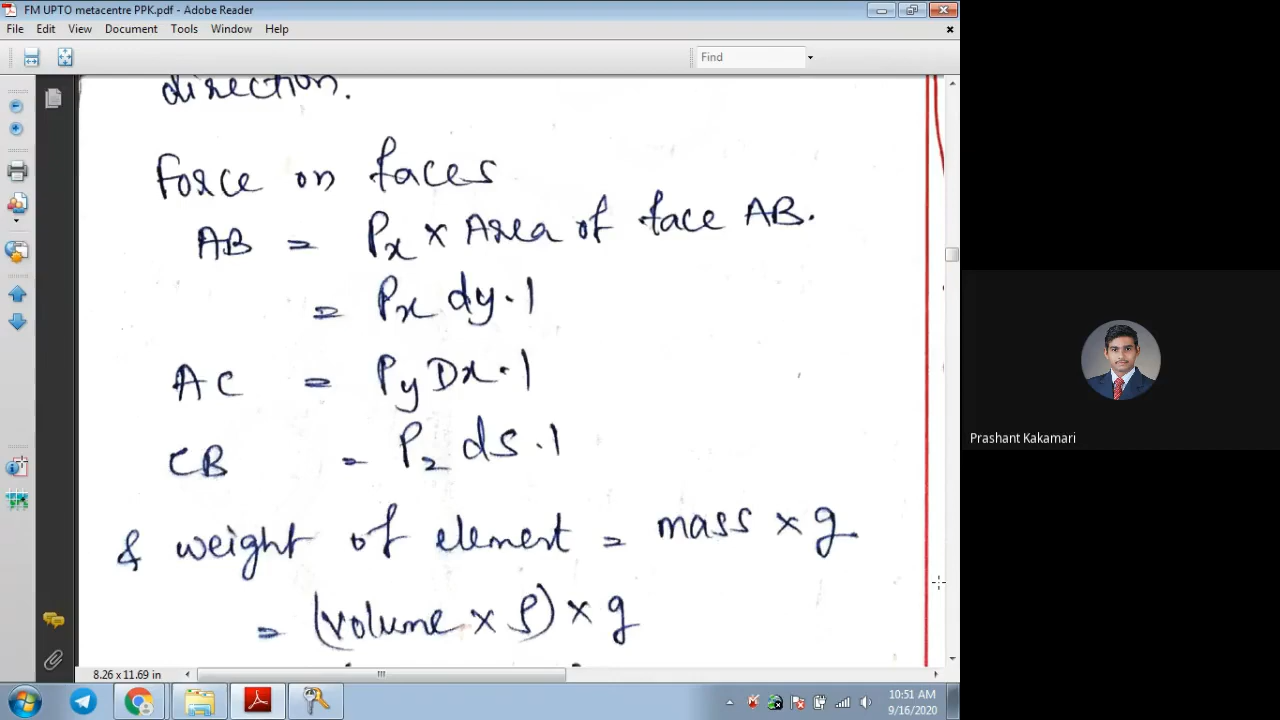 FM UPTO metacentre PPK.pdf - Adobe Reader
File Edit View Document Tools Window Help
Find
direction.
Force on faces
AB = Px × Area of face AB.
= Px dy.1
AC = Py Dx.1
CB = Pz ds.1
& weight of element = mass × g.
= (volume × ρ) × g
8.26 x 11.69 in
Prashant Kakamari
10:51 AM
9/16/2020